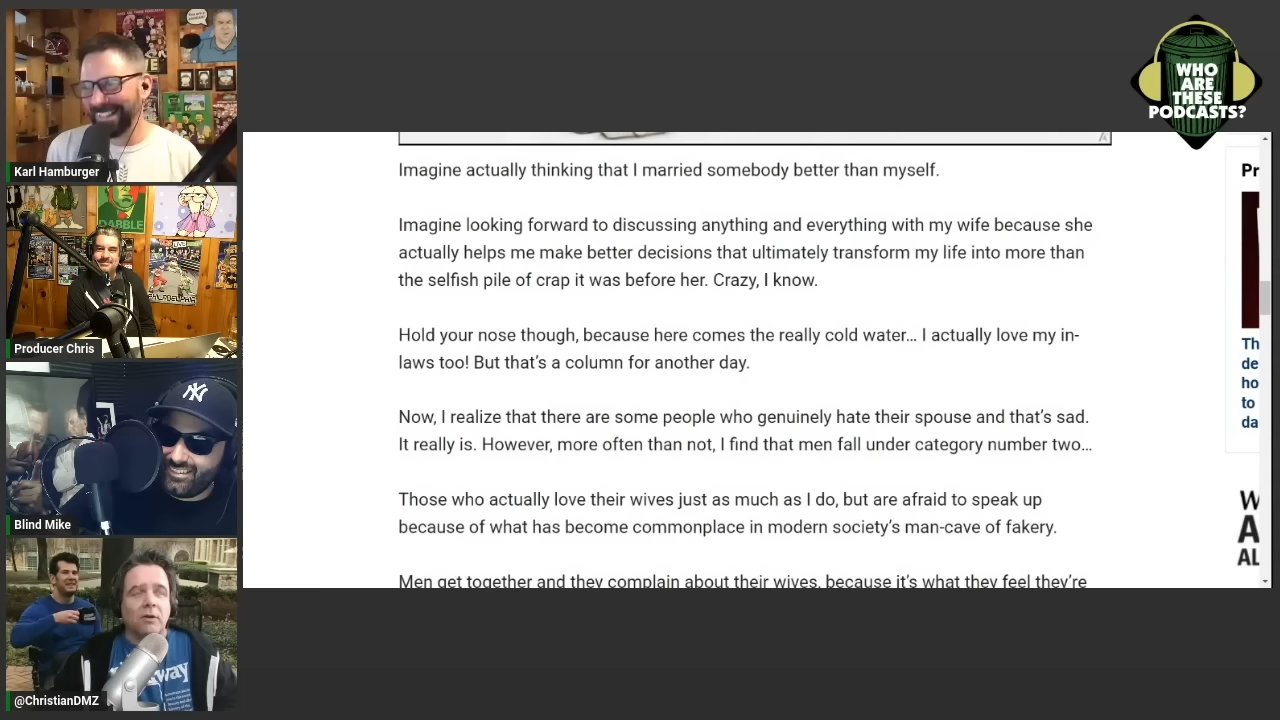 WHO
ARE
THESE
PODCASTS?
Karl Hamburger
DABBLE
Producer Chris
Blind Mike
@ChristianDMZ
Imagine actually thinking that I married somebody better than myself.
Imagine looking forward to discussing anything and everything with my wife because she
actually helps me make better decisions that ultimately transform my life into more than
the selfish pile of crap it was before her. Crazy, I know.
Hold your nose though, because here comes the really cold water… I actually love my in-
laws too! But that’s a column for another day.
Now, I realize that there are some people who genuinely hate their spouse and that’s sad.
It really is. However, more often than not, I find that men fall under category number two…
Those who actually love their wives just as much as I do, but are afraid to speak up
because of what has become commonplace in modern society’s man-cave of fakery.
Men get together and they complain about their wives, because it’s what they feel they’re
Pr
Th
de
ho
to
da
W
A
AL